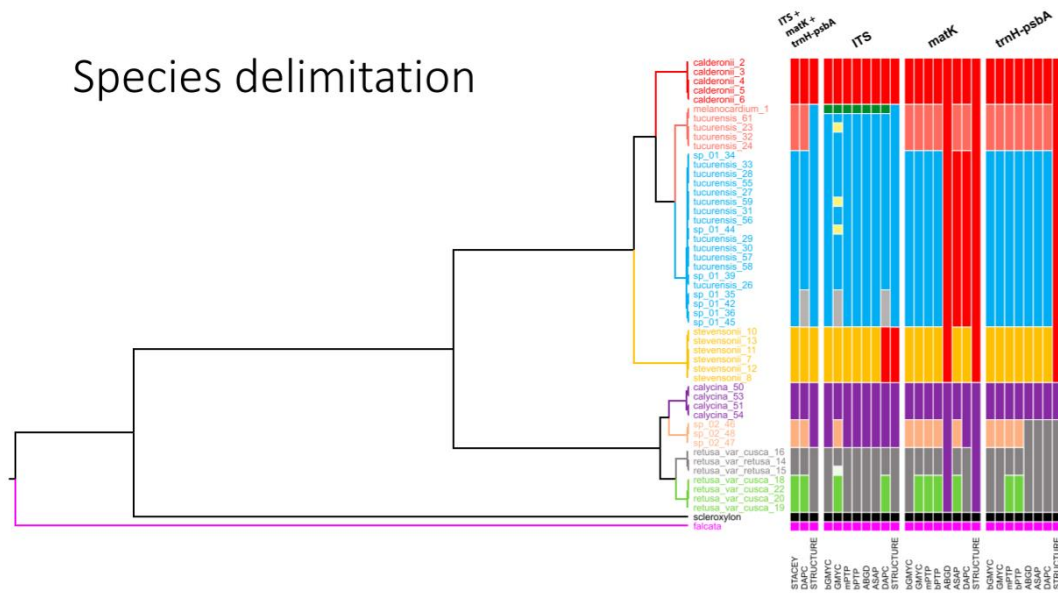 ITS +
matK +
trnH-psbA
ITS
matK
trnH-psbA
Species delimitation
calderonii_2
calderonii_3
calderonii_4
calderonii_5
calderonii_6
melanocardium_1
tucurensis_61
tucurensis_23
tucurensis_32
tucurensis_24
sp_01_34
tucurensis_33
tucurensis_28
tucurensis_55
tucurensis_27
tucurensis_59
tucurensis_31
tucurensis_56
sp_01_44
tucurensis_29
tucurensis_30
tucurensis_57
tucurensis_58
sp_01_39
tucurensis_26
sp_01_35
sp_01_42
sp_01_36
sp_01_45
stevensonii_10
stevensonii_13
stevensonii_11
stevensonii_7
stevensonii_12
stevensonii_8
calycina_50
calycina_53
calycina_51
calycina_54
sp_02_46
sp_02_48
sp_02_47
retusa_var_cusca_16
retusa_var_retusa_14
retusa_var_retusa_15
retusa_var_cusca_18
retusa_var_cusca_22
retusa_var_cusca_20
retusa_var_cusca_19
scleroxylon
falcata
STACEY
DAPC
STRUCTURE
bGMYC
GMYC
mPTP
bPTP
ABGD
ASAP
DAPC
STRUCTURE
bGMYC
GMYC
mPTP
bPTP
ABGD
ASAP
DAPC
STRUCTURE
bGMYC
GMYC
mPTP
bPTP
ABGD
ASAP
DAPC
STRUCTURE